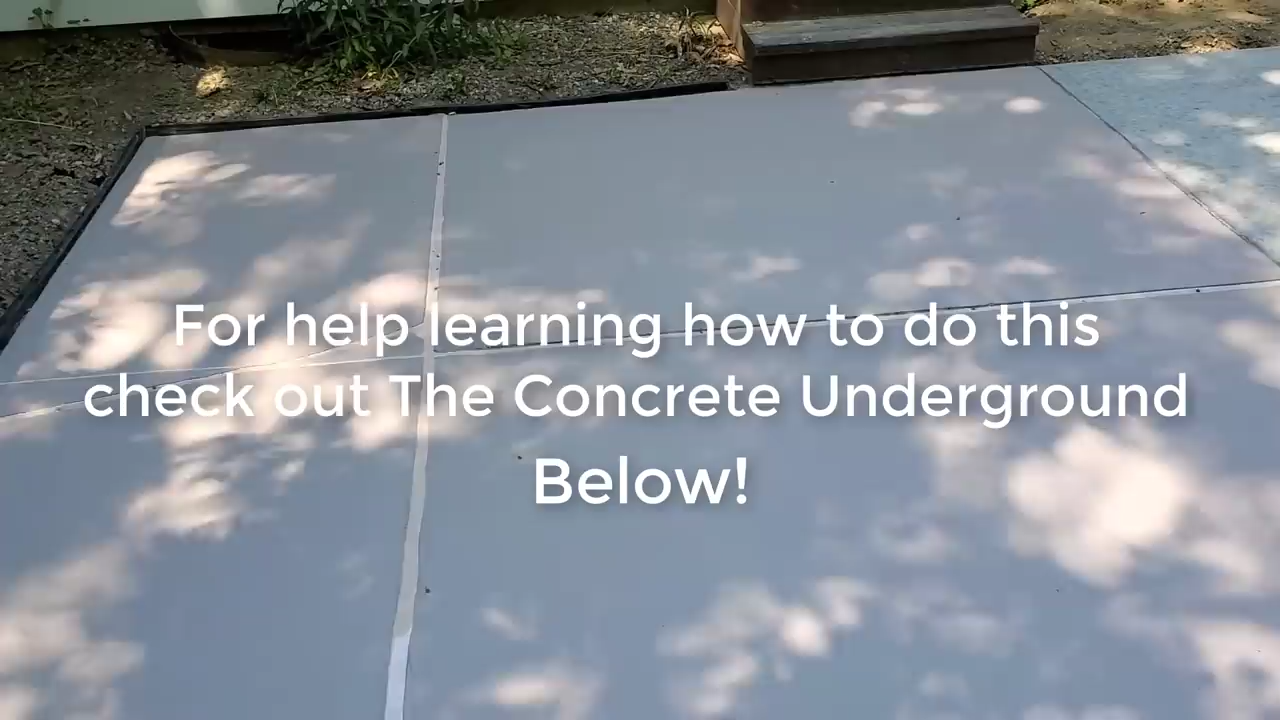 For help learning how to do this
check out The Concrete Underground
Below!